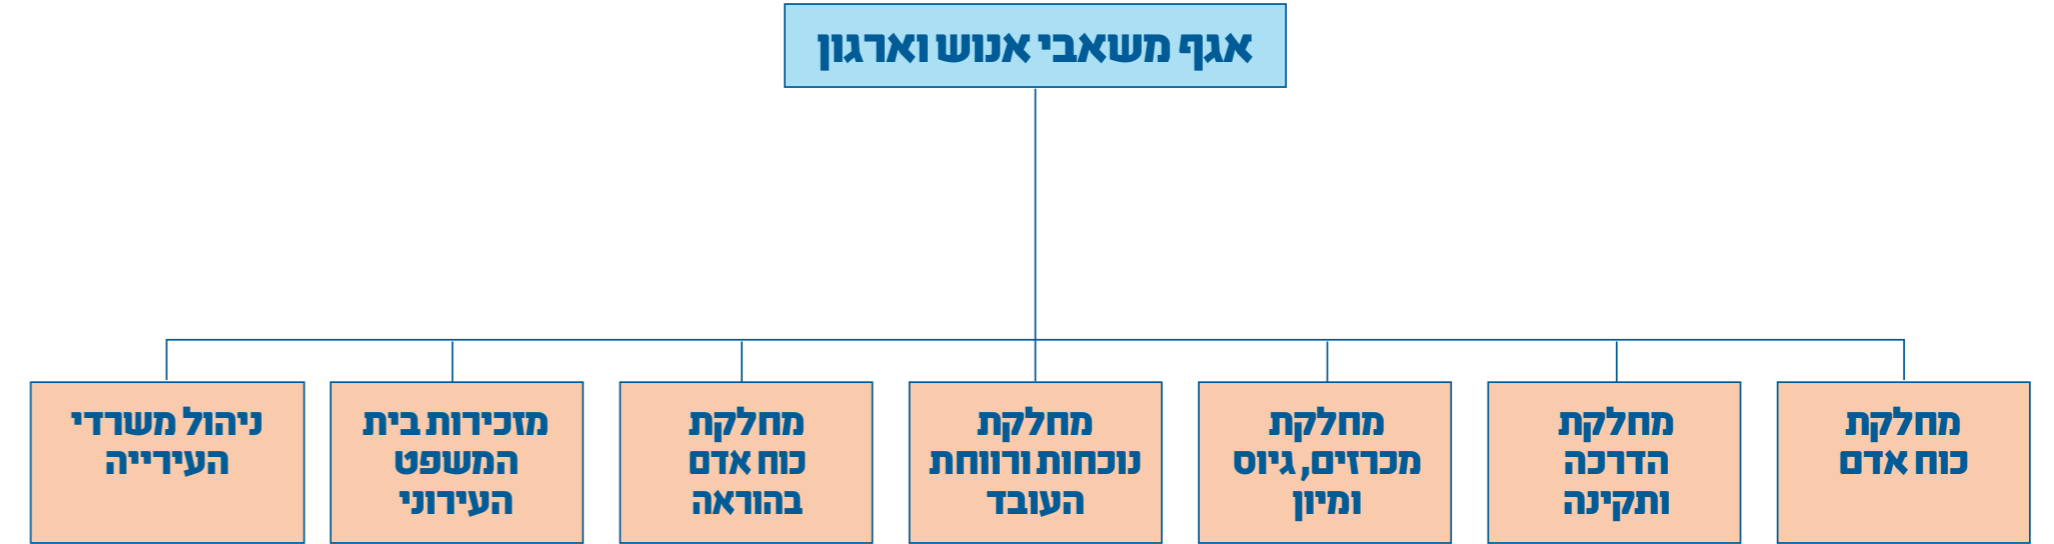 אגף משאבי אנוש וארגון
מחלקת
כוח אדם
מחלקת
הדרכה
ותקינה
מחלקת
מכרזים, גיוס
ומיון
מחלקת
נוכחות ורווחת
העובד
מחלקת
כוח אדם
בהוראה
מזכירות בית
המשפט
העירוני
ניהול משרדי
העירייה